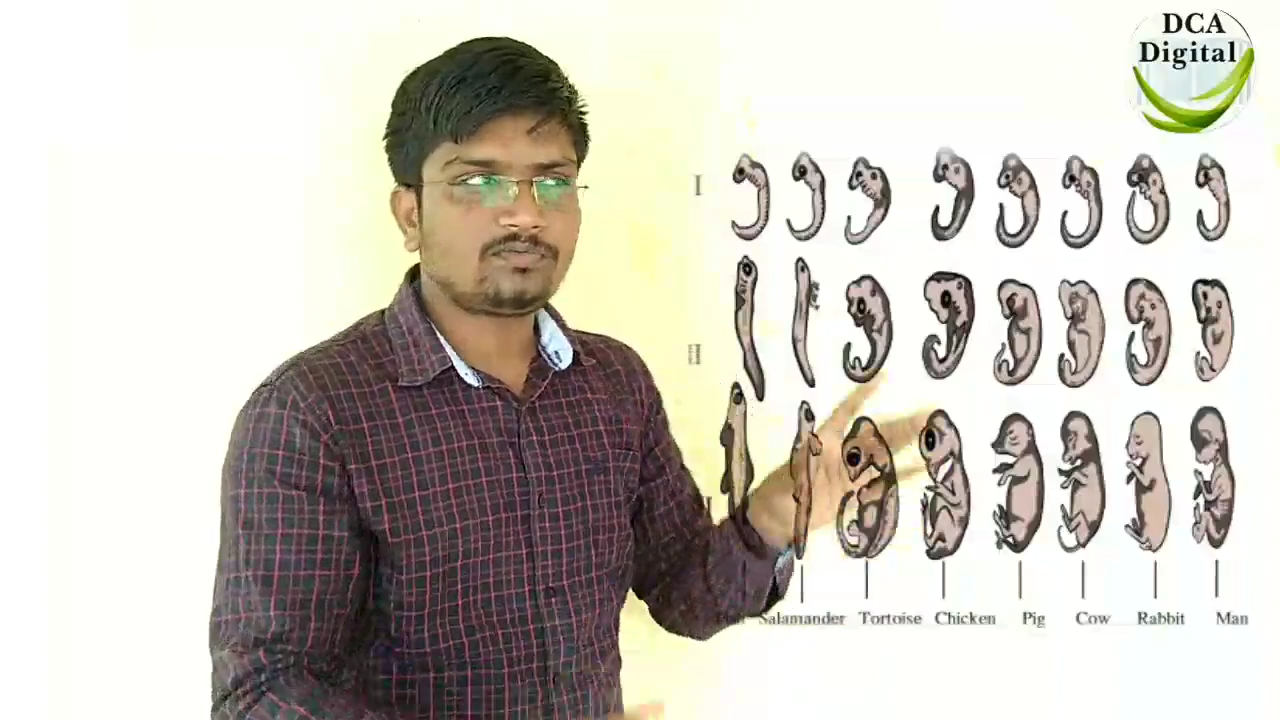 DCA
Digital
I
II
Salamander Tortoise Chicken Pig Cow Rabbit Man